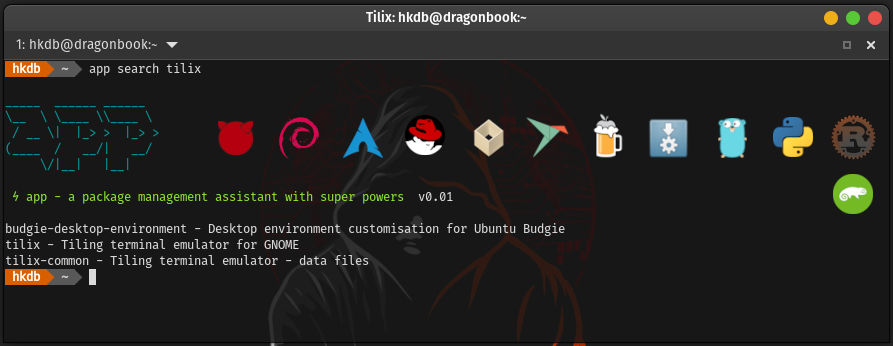 Tilix: hkdb@dragonbook:~
1: hkdb@dragonbook:~
hkdb ~ app search tilix
ϟ app - a package management assistant with super powers v0.01
budgie-desktop-environment - Desktop environment customisation for Ubuntu Budgie
tilix - Tiling terminal emulator for GNOME
tilix-common - Tiling terminal emulator - data files
hkdb ~